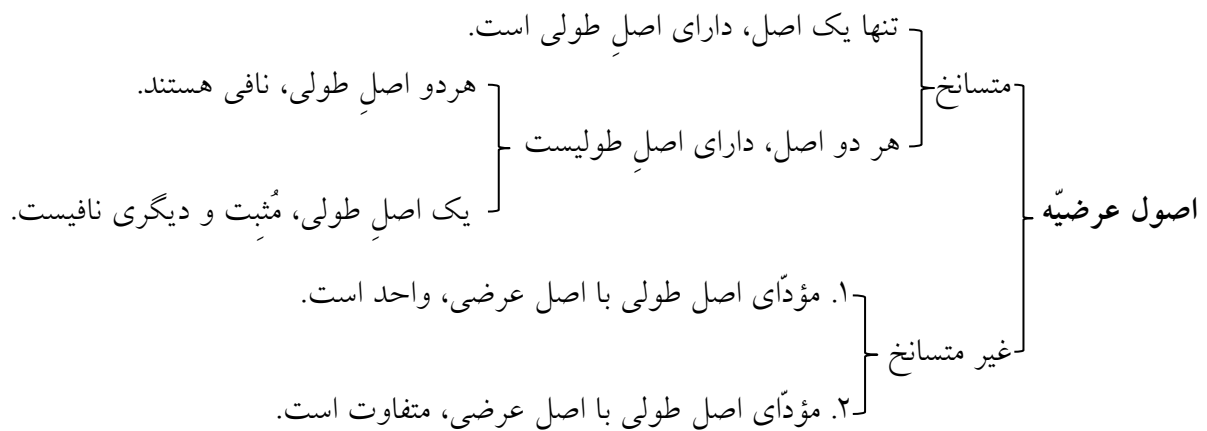 تنها یک اصل، دارای اصلِ طولی است.
متسانخ
هردو اصلِ طولی، نافی هستند.
هر دو اصل، دارای اصلِ طولیست
یک اصلِ طولی، مُثبِت و دیگری نافیست.
اصول عرضیّه
۱. مؤدّای اصل طولی با اصل عرضی، واحد است.
غیر متسانخ
۲. مؤدّای اصل طولی با اصل عرضی، متفاوت است.